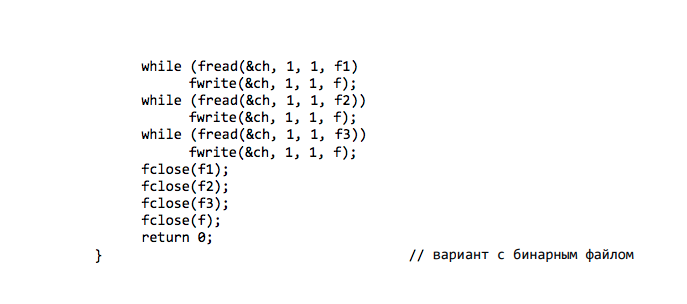 while (fread(&ch, 1, 1, f1)
fwrite(&ch, 1, 1, f);
while (fread(&ch, 1, 1, f2))
fwrite(&ch, 1, 1, f);
while (fread(&ch, 1, 1, f3))
fwrite(&ch, 1, 1, f);
fclose(f1);
fclose(f2);
fclose(f3);
fclose(f);
return 0;
} // вариант с бинарным файлом